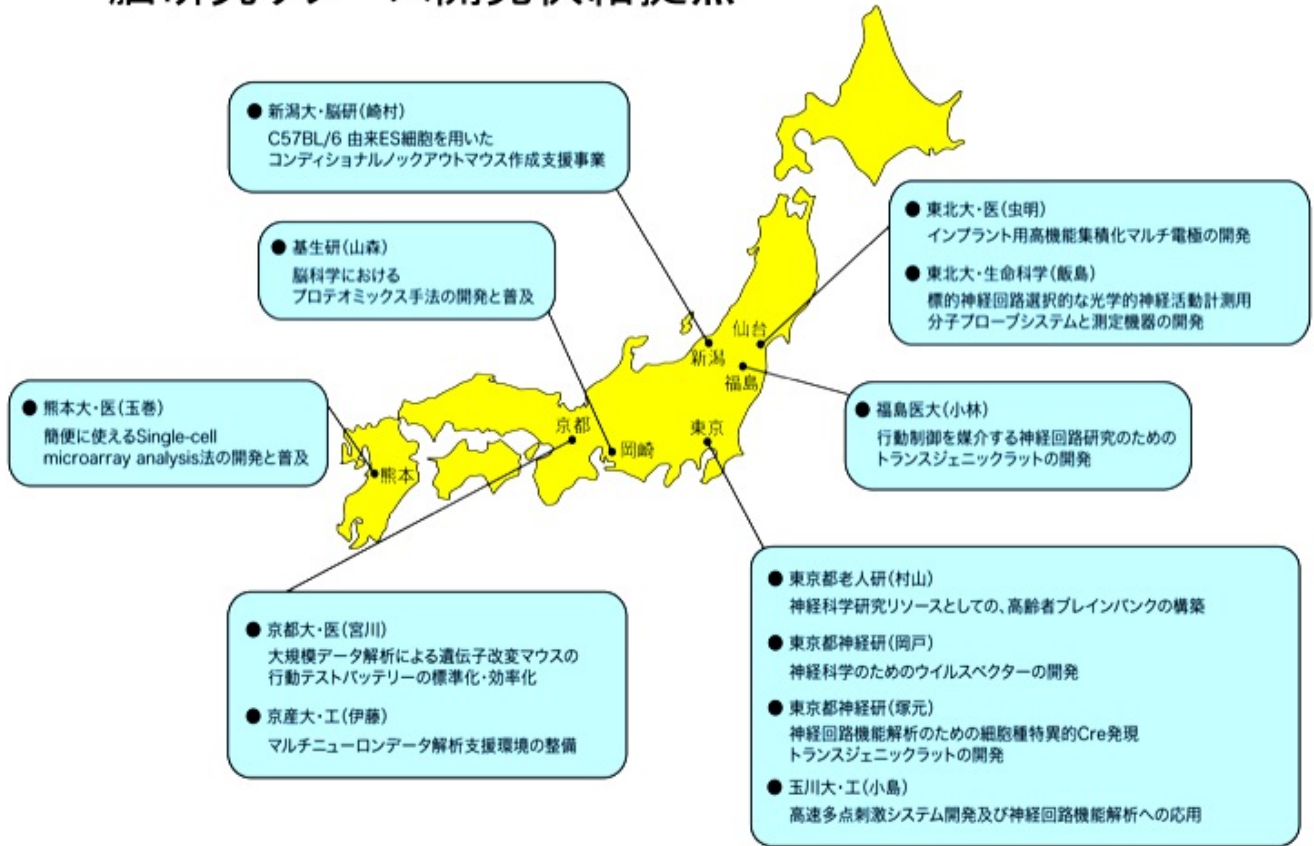 脳研究リソース開発供給拠点
● 新潟大・脳研(崎村)
C57BL/6 由来ES細胞を用いた
コンディショナルノックアウトマウス作成支援事業
● 基生研(山森)
脳科学における
プロテオミックス手法の開発と普及
● 東北大・医(虫明)
インプラント用高機能集積化マルチ電極の開発
● 東北大・生命科学(飯島)
標的神経回路選択的な光学的神経活動計測用
分子プローブシステムと測定機器の開発
仙台
新潟
福島
● 熊本大・医(玉巻)
簡便に使えるSingle-cell
microarray analysis法の開発と普及
● 福島医大(小林)
行動制御を媒介する神経回路研究のための
トランスジェニックラットの開発
京都
岡崎
東京
熊本
● 京都大・医(宮川)
大規模データ解析による遺伝子改変マウスの
行動テストバッテリーの標準化・効率化
● 京産大・工(伊藤)
マルチニューロンデータ解析支援環境の整備
● 東京都老人研(村山)
神経科学研究リソースとしての、高齢者ブレインバンクの構築
● 東京都神経研(岡戸)
神経科学のためのウイルスベクターの開発
● 東京都神経研(塚元)
神経回路機能解析のための細胞種特異的Cre発現
トランスジェニックラットの開発
● 玉川大・工(小島)
高速多点刺激システム開発及び神経回路機能解析への応用